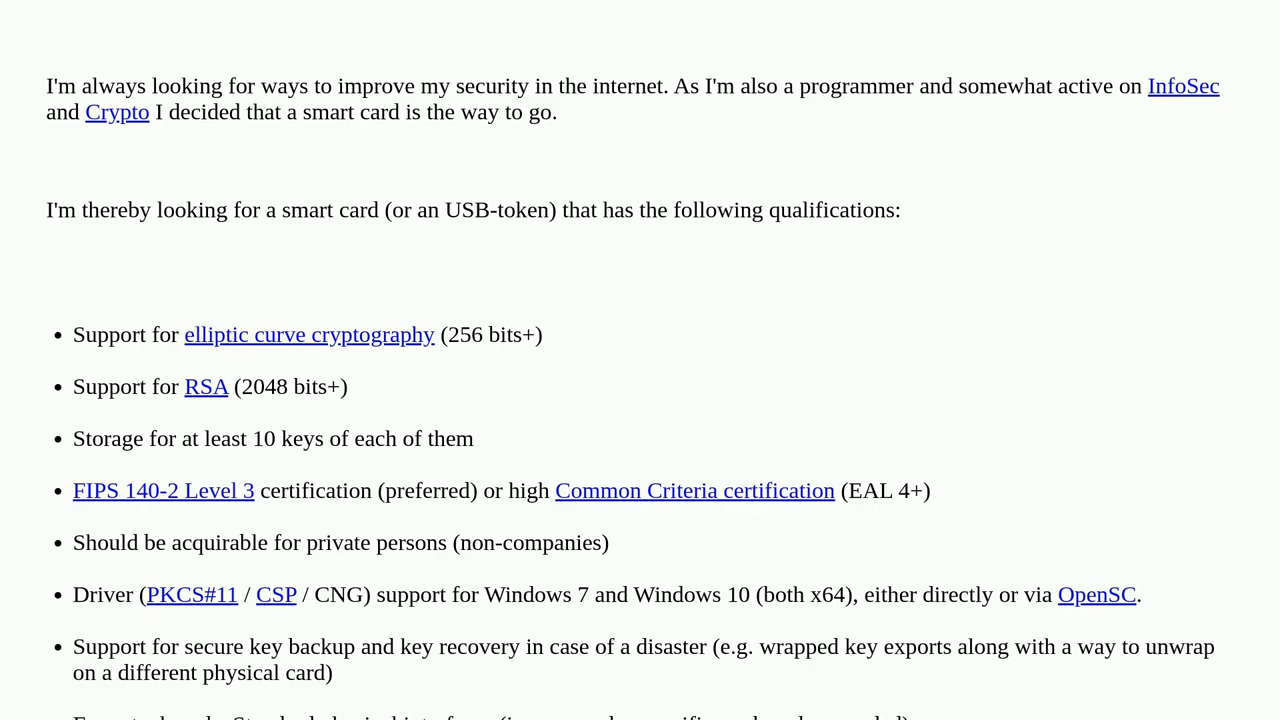 I'm always looking for ways to improve my security in the internet. As I'm also a programmer and somewhat active on InfoSec
and Crypto I decided that a smart card is the way to go.
I'm thereby looking for a smart card (or an USB-token) that has the following qualifications:
• Support for elliptic curve cryptography (256 bits+)
• Support for RSA (2048 bits+)
• Storage for at least 10 keys of each of them
• FIPS 140-2 Level 3 certification (preferred) or high Common Criteria certification (EAL 4+)
• Should be acquirable for private persons (non-companies)
• Driver (PKCS#11 / CSP / CNG) support for Windows 7 and Windows 10 (both x64), either directly or via OpenSC.
• Support for secure key backup and key recovery in case of a disaster (e.g. wrapped key exports along with a way to unwrap
on a different physical card)